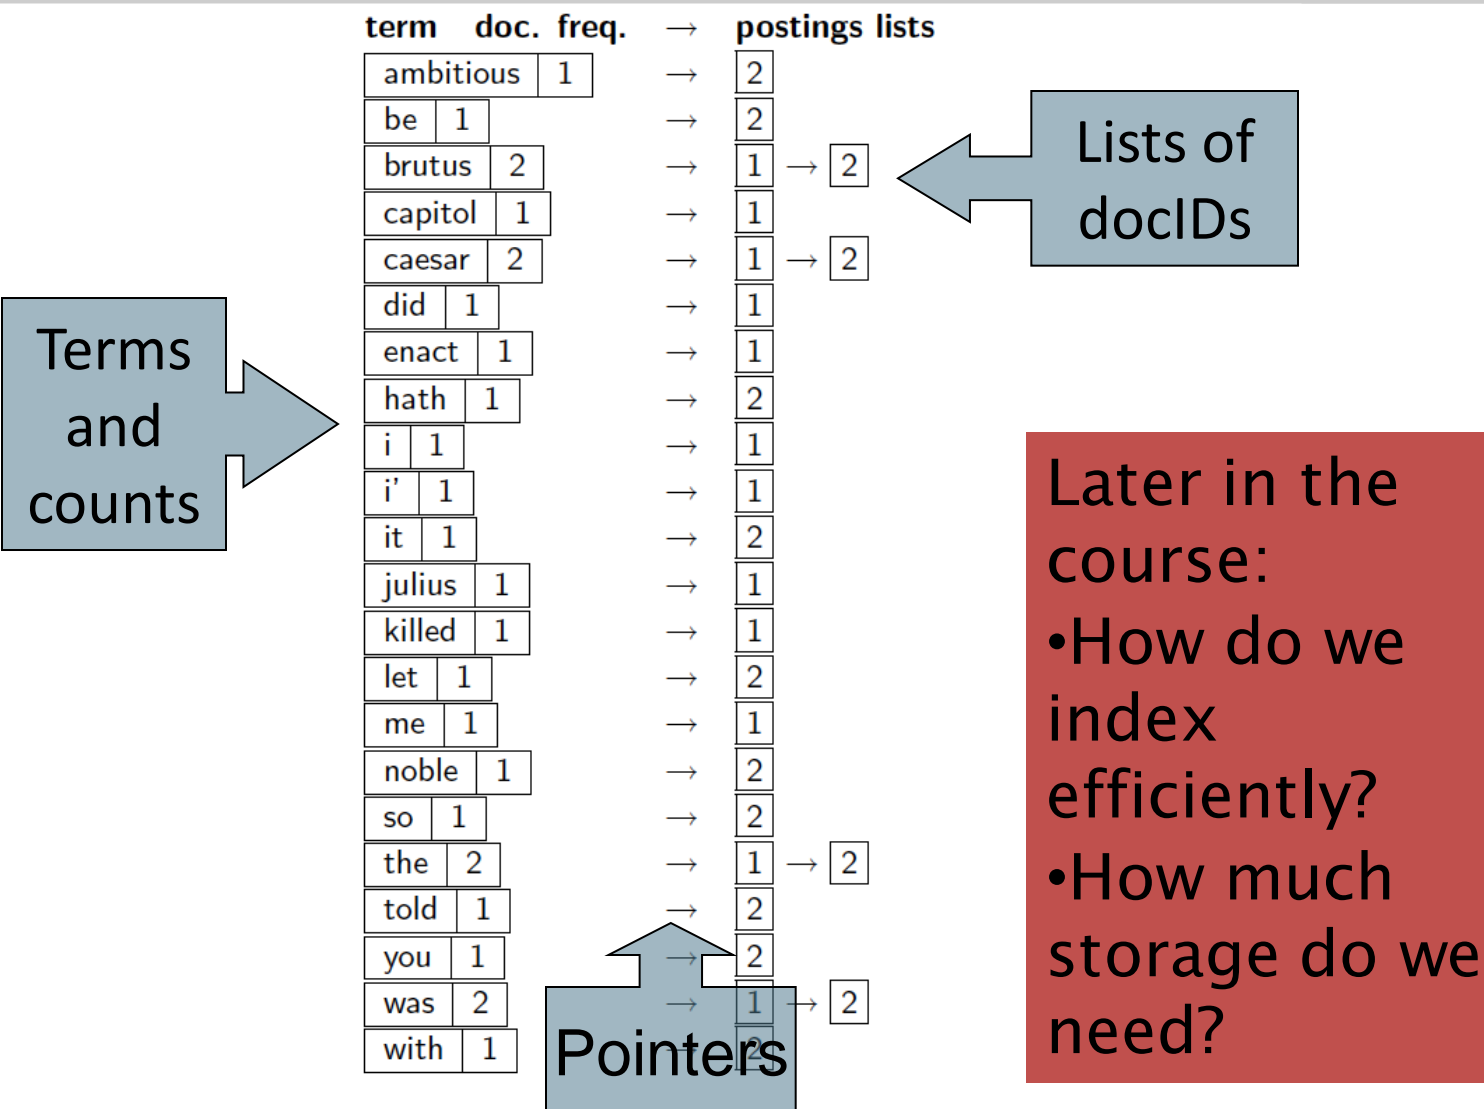 term doc. freq. → postings lists
ambitious 1 → 2
be 1 → 2
brutus 2 → 1 → 2
capitol 1 → 1
caesar 2 → 1 → 2
did 1 → 1
enact 1 → 1
hath 1 → 2
i 1 → 1
i' 1 → 1
it 1 → 2
julius 1 → 1
killed 1 → 1
let 1 → 2
me 1 → 1
noble 1 → 2
so 1 → 2
the 2 → 1 → 2
told 1 → 2
you 1 → 2
was 2 → 1 → 2
with 1 → 2
Terms
and
counts
Lists of
docIDs
Pointers
Later in the
course:
•How do we
index
efficiently?
•How much
storage do we
need?